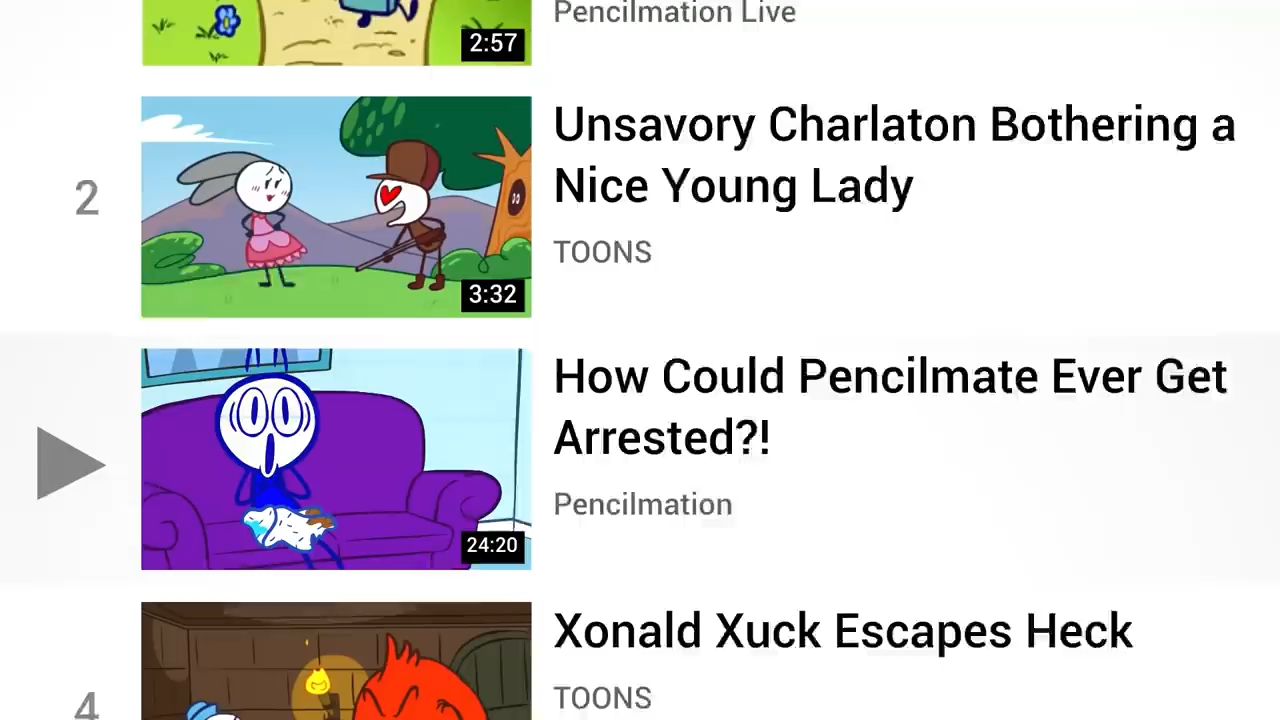 Pencilmation Live
2:57
2
Unsavory Charlaton Bothering a
Nice Young Lady
TOONS
3:32
How Could Pencilmate Ever Get
Arrested?!
Pencilmation
24:20
Xonald Xuck Escapes Heck
TOONS
4